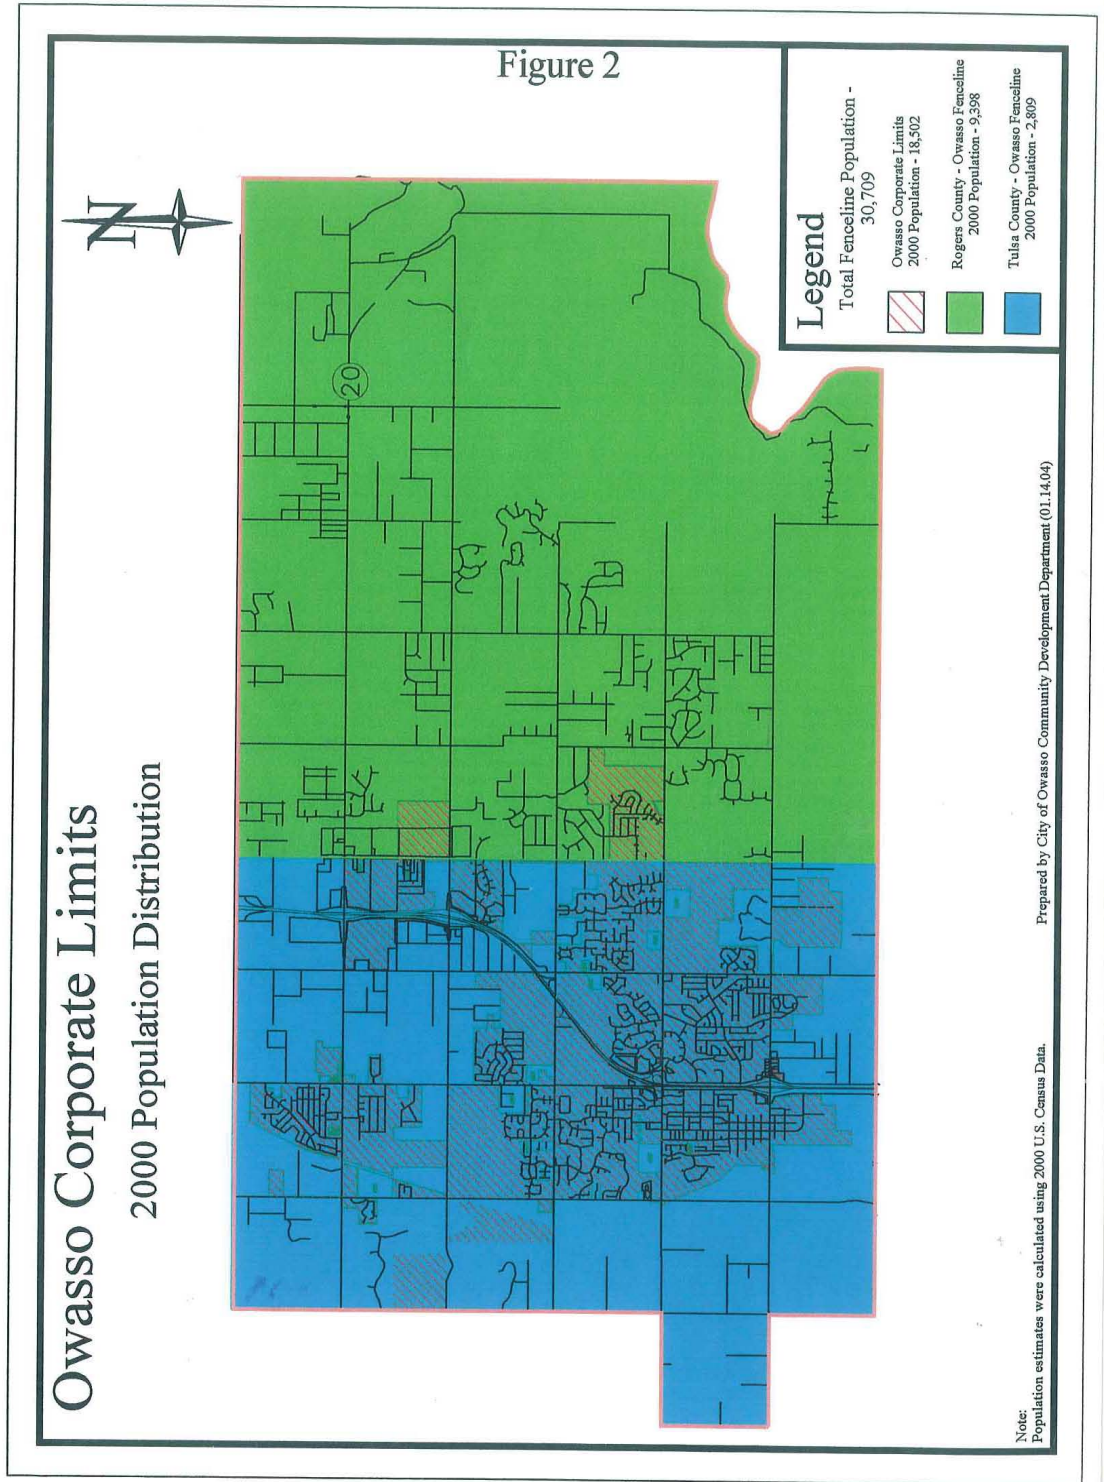 Owasso Corporate Limits
2000 Population Distribution
N
Figure 2
20
Legend
Total Fenceline Population -
30,709
Owasso Corporate Limits
2000 Population - 18,502
Rogers County - Owasso Fenceline
2000 Population - 9,398
Tulsa County - Owasso Fenceline
2000 Population - 2,809
Note:
Population estimates were calculated using 2000 U.S. Census Data.
Prepared by City of Owasso Community Development Department (01.14.04)